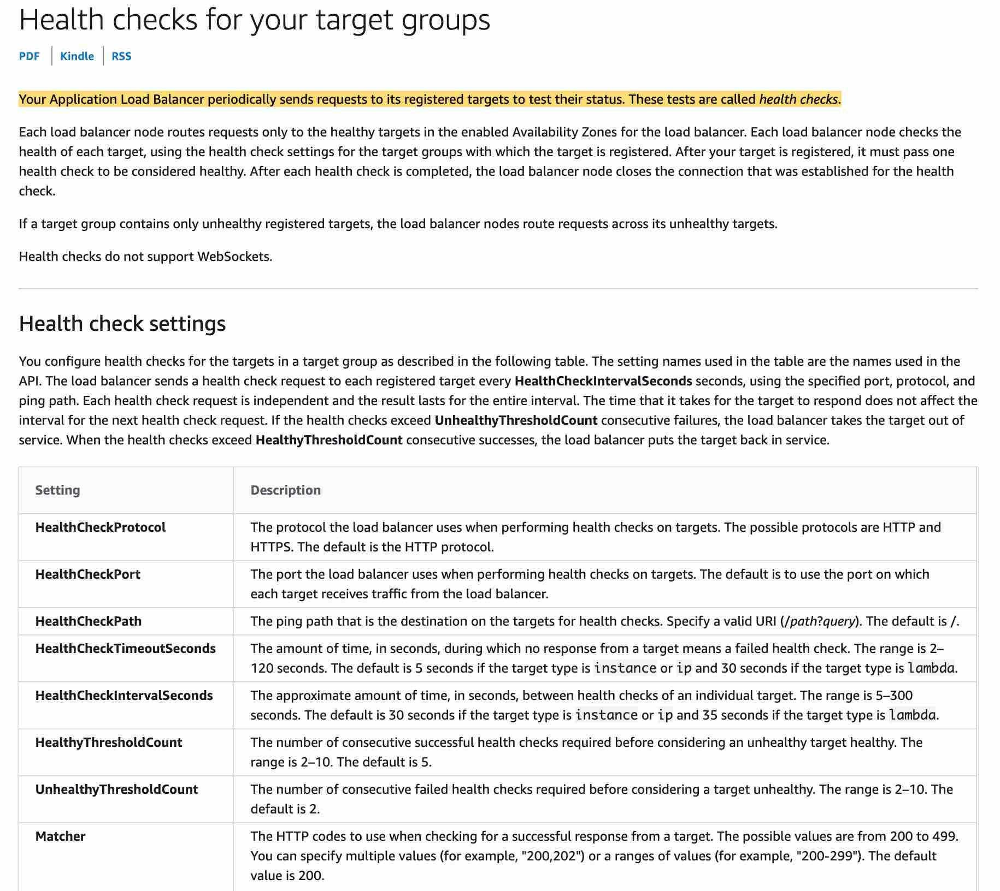 Health checks for your target groups
PDF | Kindle | RSS
Your Application Load Balancer periodically sends requests to its registered targets to test their status. These tests are called health checks.
Each load balancer node routes requests only to the healthy targets in the enabled Availability Zones for the load balancer. Each load balancer node checks the
health of each target, using the health check settings for the target groups with which the target is registered. After your target is registered, it must pass one
health check to be considered healthy. After each health check is completed, the load balancer node closes the connection that was established for the health
check.
If a target group contains only unhealthy registered targets, the load balancer nodes route requests across its unhealthy targets.
Health checks do not support WebSockets.
Health check settings
You configure health checks for the targets in a target group as described in the following table. The setting names used in the table are the names used in the
API. The load balancer sends a health check request to each registered target every HealthCheckIntervalSeconds seconds, using the specified port, protocol, and
ping path. Each health check request is independent and the result lasts for the entire interval. The time that it takes for the target to respond does not affect the
interval for the next health check request. If the health checks exceed UnhealthyThresholdCount consecutive failures, the load balancer takes the target out of
service. When the health checks exceed HealthyThresholdCount consecutive successes, the load balancer puts the target back in service.
Setting Description
HealthCheckProtocol The protocol the load balancer uses when performing health checks on targets. The possible protocols are HTTP and
HTTPS. The default is the HTTP protocol.
HealthCheckPort The port the load balancer uses when performing health checks on targets. The default is to use the port on which
each target receives traffic from the load balancer.
HealthCheckPath The ping path that is the destination on the targets for health checks. Specify a valid URI (/path?query). The default is /.
HealthCheckTimeoutSeconds The amount of time, in seconds, during which no response from a target means a failed health check. The range is 2–
120 seconds. The default is 5 seconds if the target type is instance or ip and 30 seconds if the target type is lambda.
HealthCheckIntervalSeconds The approximate amount of time, in seconds, between health checks of an individual target. The range is 5–300
seconds. The default is 30 seconds if the target type is instance or ip and 35 seconds if the target type is lambda.
HealthyThresholdCount The number of consecutive successful health checks required before considering an unhealthy target healthy. The
range is 2–10. The default is 5.
UnhealthyThresholdCount The number of consecutive failed health checks required before considering a target unhealthy. The range is 2–10. The
default is 2.
Matcher The HTTP codes to use when checking for a successful response from a target. The possible values are from 200 to 499.
You can specify multiple values (for example, "200,202") or a ranges of values (for example, "200-299"). The default
value is 200.